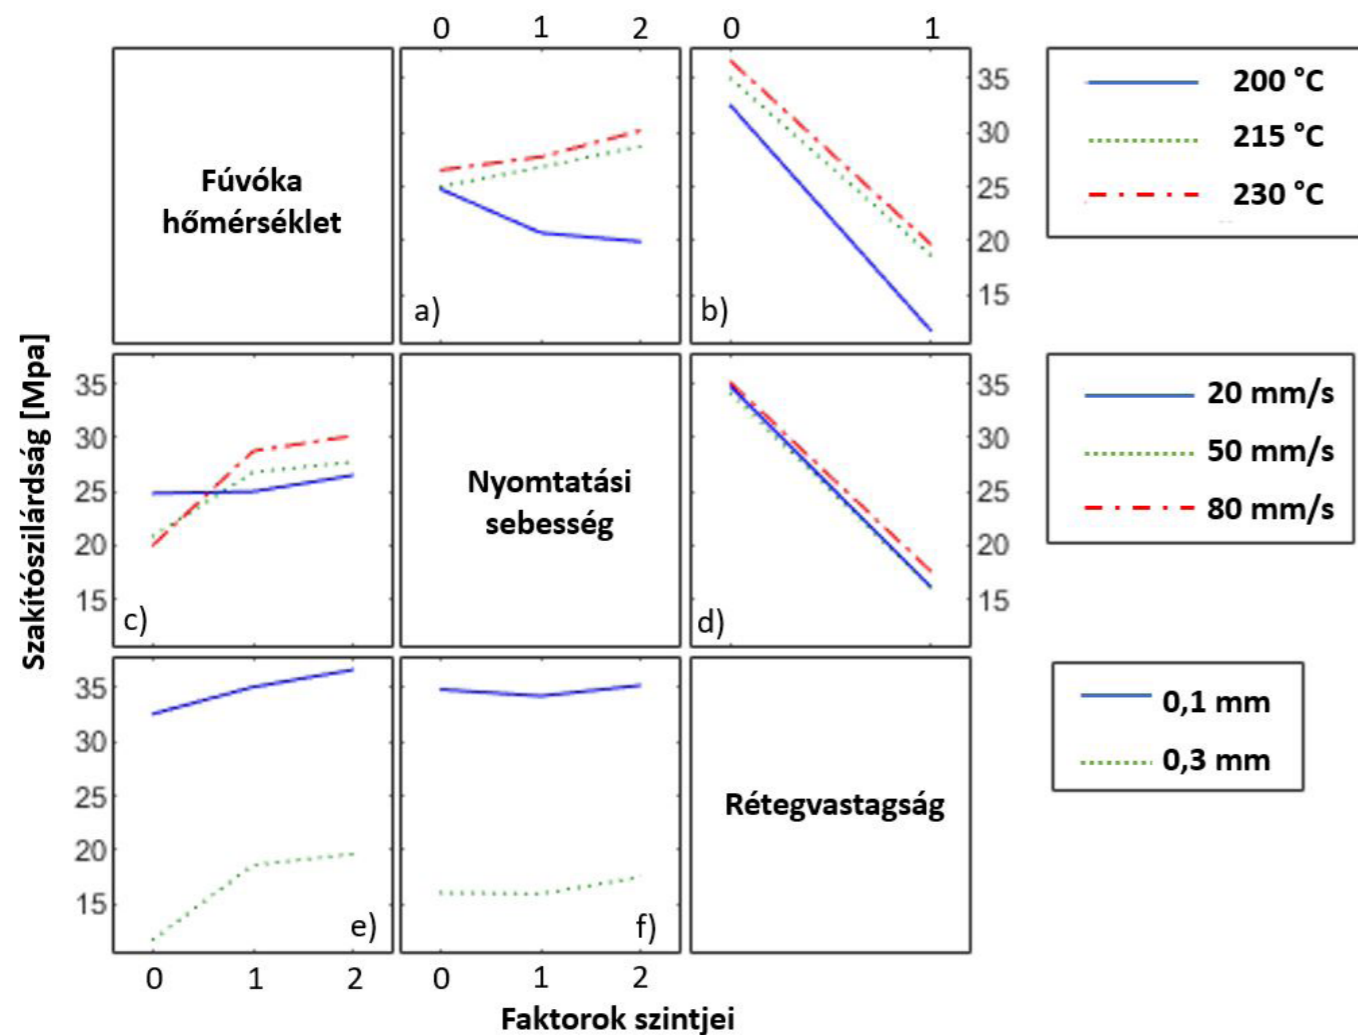 0 1 2 0 1
Fúvóka
hőmérséklet
a)
b)
35
30
25
20
15
200 °C
215 °C
230 °C
Szakítószilárdság [Mpa]
35
30
25
20
15
c)
Nyomtatási
sebesség
d)
35
30
25
20
15
20 mm/s
50 mm/s
80 mm/s
35
30
25
20
15
e)
f)
Rétegvastagság
0,1 mm
0,3 mm
0 1 2 0 1 2
Faktorok szintjei